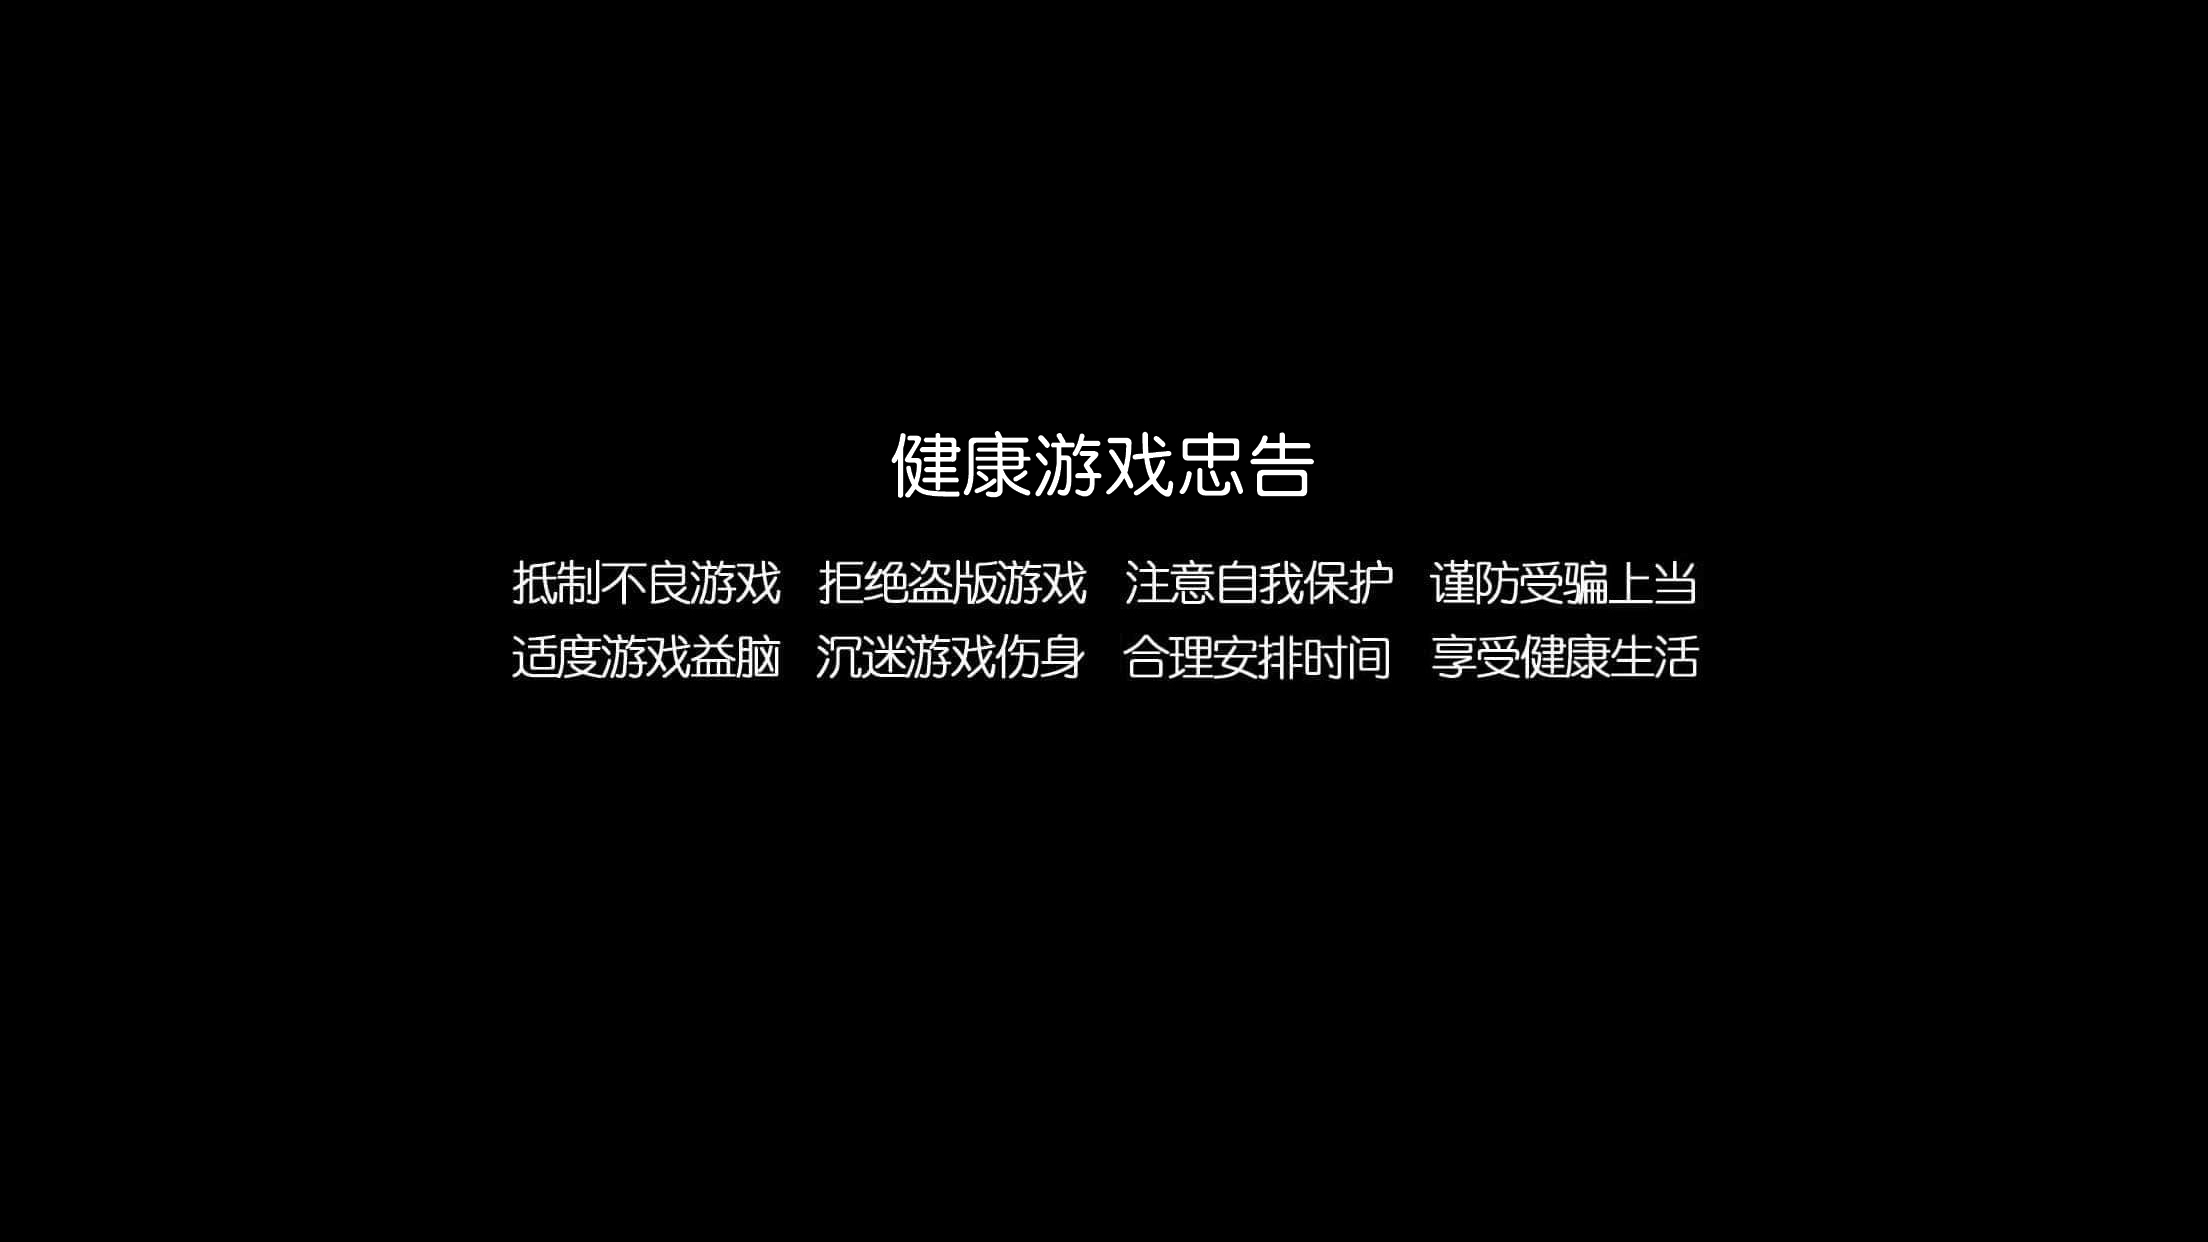 健康游戏忠告
抵制不良游戏 拒绝盗版游戏 注意自我保护 谨防受骗上当
适度游戏益脑 沉迷游戏伤身 合理安排时间 享受健康生活